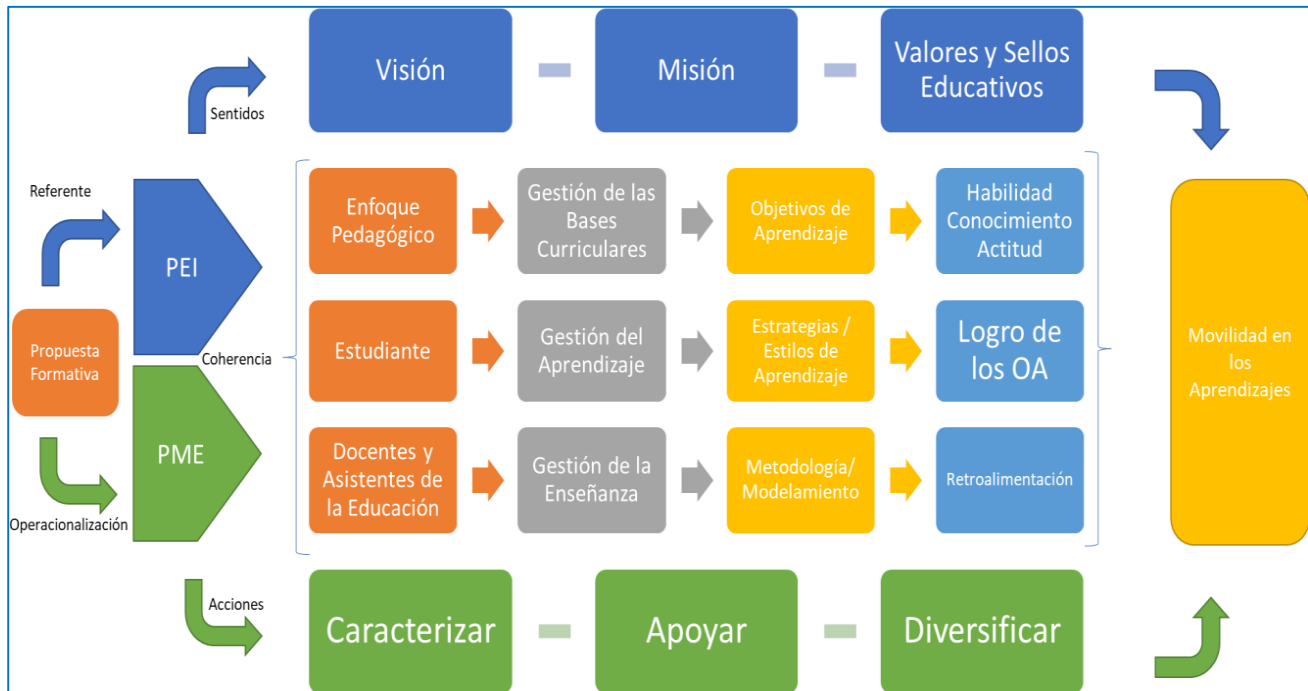 Visión
Misión
Valores y Sellos
Educativos
Sentidos
Referente
PEI
Propuesta
Formativa
Coherencia
PME
Operacionalización
Enfoque
Pedagógico
Gestión de las
Bases
Curriculares
Objetivos de
Aprendizaje
Habilidad
Conocimiento
Actitud
Estudiante
Gestión del
Aprendizaje
Estrategias /
Estilos de
Aprendizaje
Logro de
los OA
Docentes y
Asistentes de
la Educación
Gestión de la
Enseñanza
Metodología/
Modelamiento
Retroalimentación
Movilidad en
los
Aprendizajes
Acciones
Caracterizar
Apoyar
Diversificar